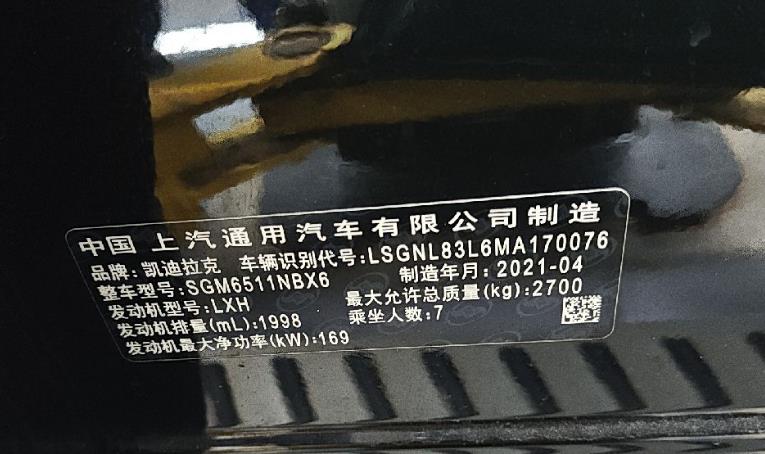 中国 上汽通用汽车有限公司制造
品牌:凯迪拉克 车辆识别代号:LSGNL83L6MA170076
整车型号:SGM6511NBX6 制造年月:2021-04
发动机型号:LXH 最大允许总质量(kg):2700
发动机排量(mL):1998 乘坐人数:7
发动机最大净功率(kW):169